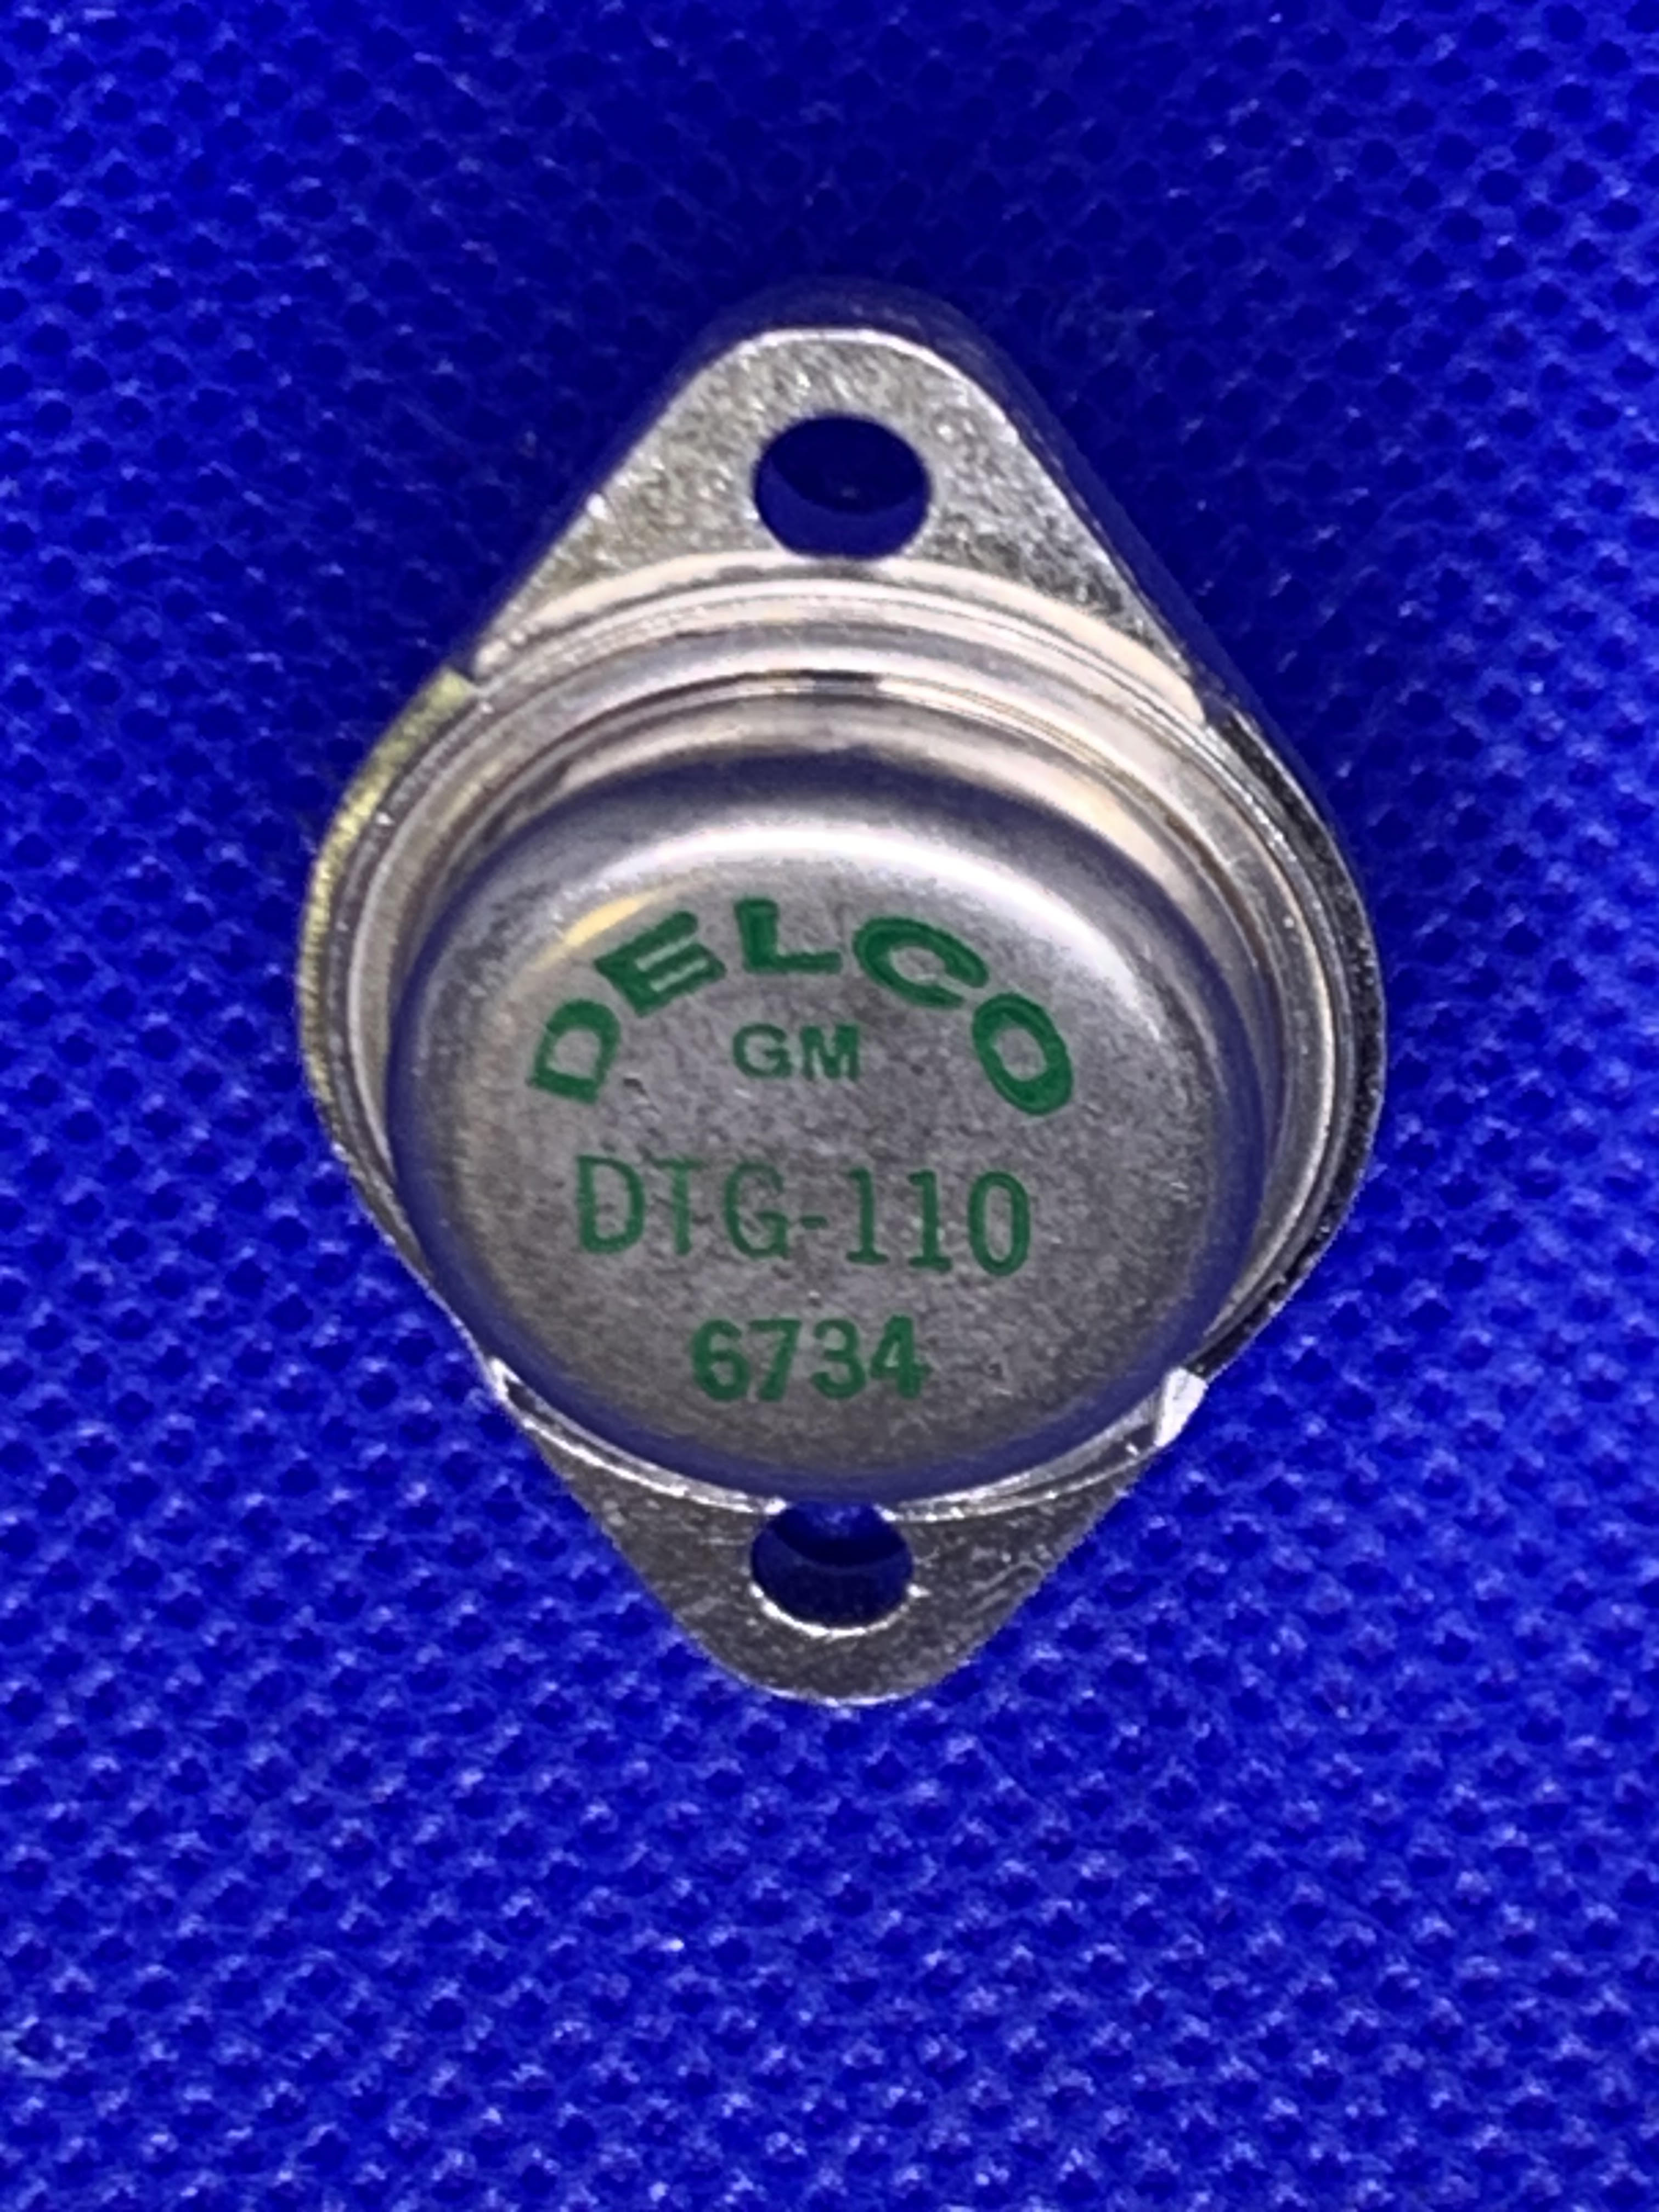 DELCO
GM
DTG-110
6734